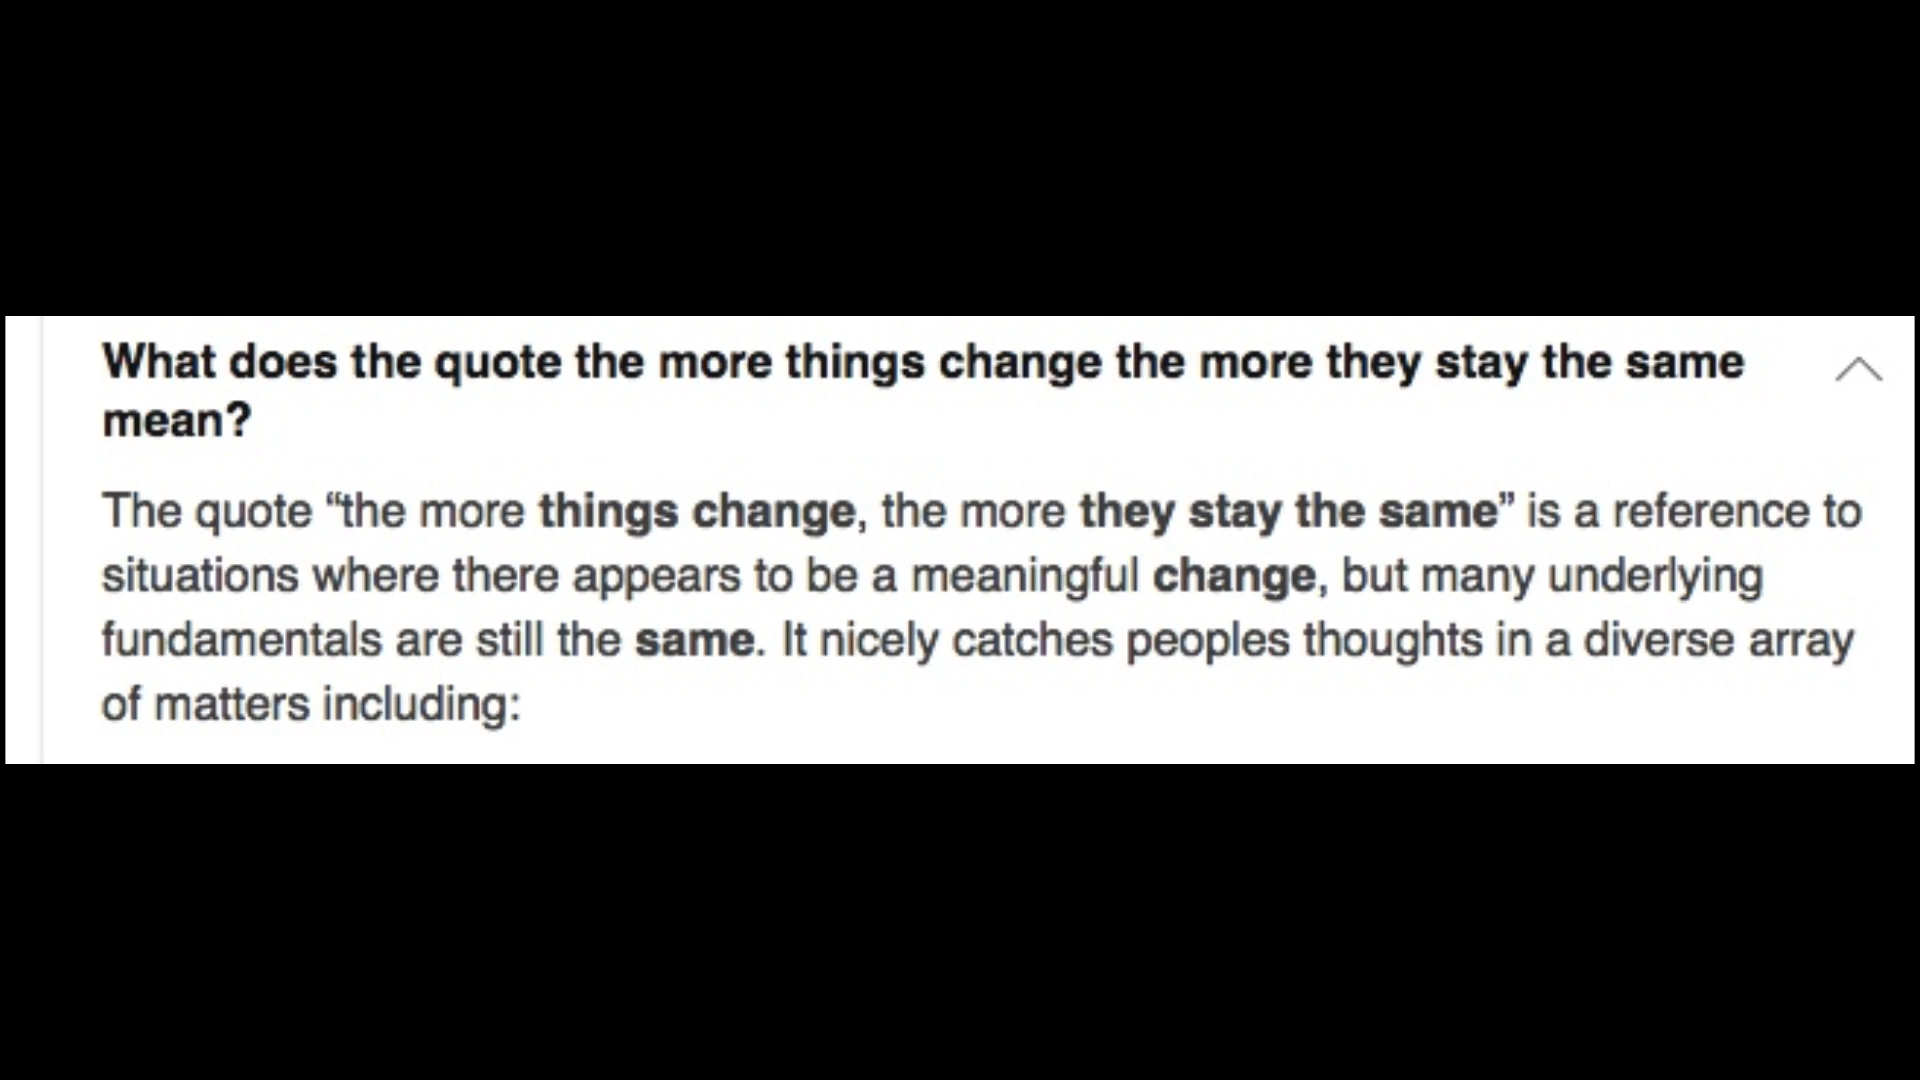 What does the quote the more things change the more they stay the same
mean?
The quote “the more things change, the more they stay the same” is a reference to
situations where there appears to be a meaningful change, but many underlying
fundamentals are still the same. It nicely catches peoples thoughts in a diverse array
of matters including: